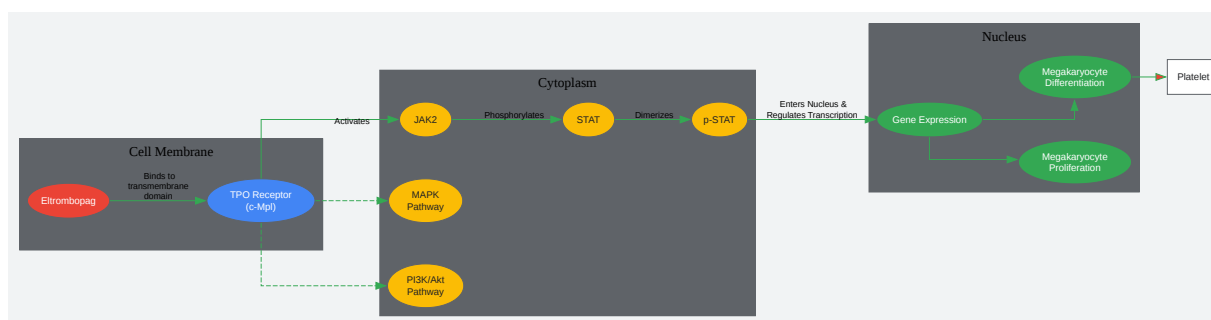 Nucleus
Megakaryocyte
Differentiation
Platelet
Cytoplasm
Enters Nucleus &
Regulates Transcription
JAK2
Phosphorylates
STAT
Dimerizes
p-STAT
Gene Expression
Activates
Cell Membrane
Megakaryocyte
Proliferation
Binds to
transmembrane
domain
Eltrombopag
TPO Receptor
(c-Mpl)
MAPK
Pathway
PI3K/Akt
Pathway